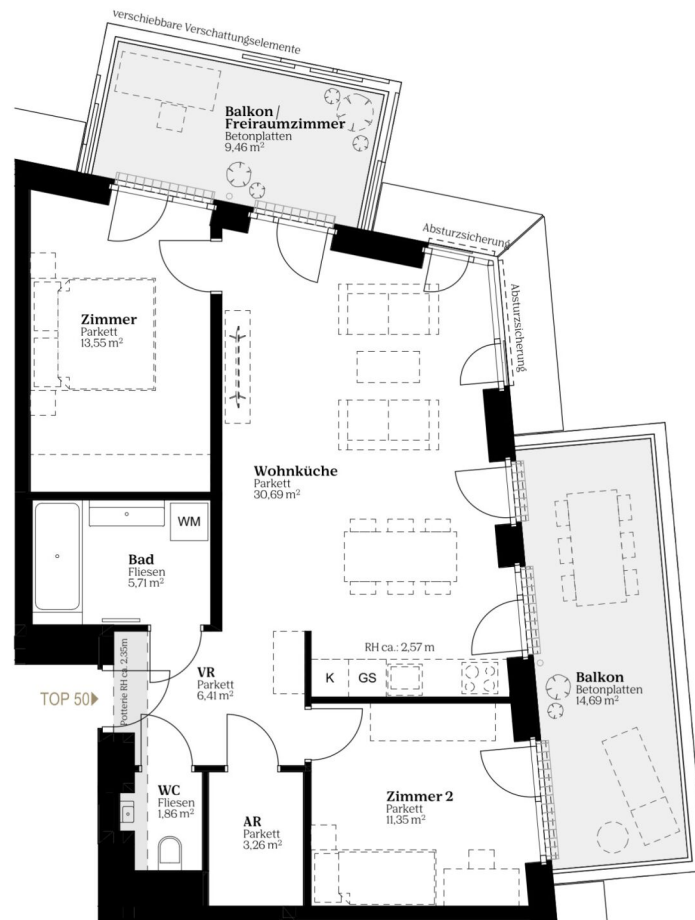 verschiebbare Verschattungselemente
Balkon /
Freiraumzimmer
Betonplatten
9,46 m²
Absturzsicherung
Absturzsicherung
Zimmer
Parkett
13,55 m²
Wohnküche
Parkett
30,69 m²
WM
Bad
Fliesen
5,71 m²
RH ca.: 2,57 m
K
GS
Balkon
Betonplatten
14,69 m²
VR
Parkett
6,41 m²
Potterie RH ca. 2,35m
TOP 50
WC
Fliesen
1,86 m²
AR
Parkett
3,26 m²
Zimmer 2
Parkett
11,35 m²